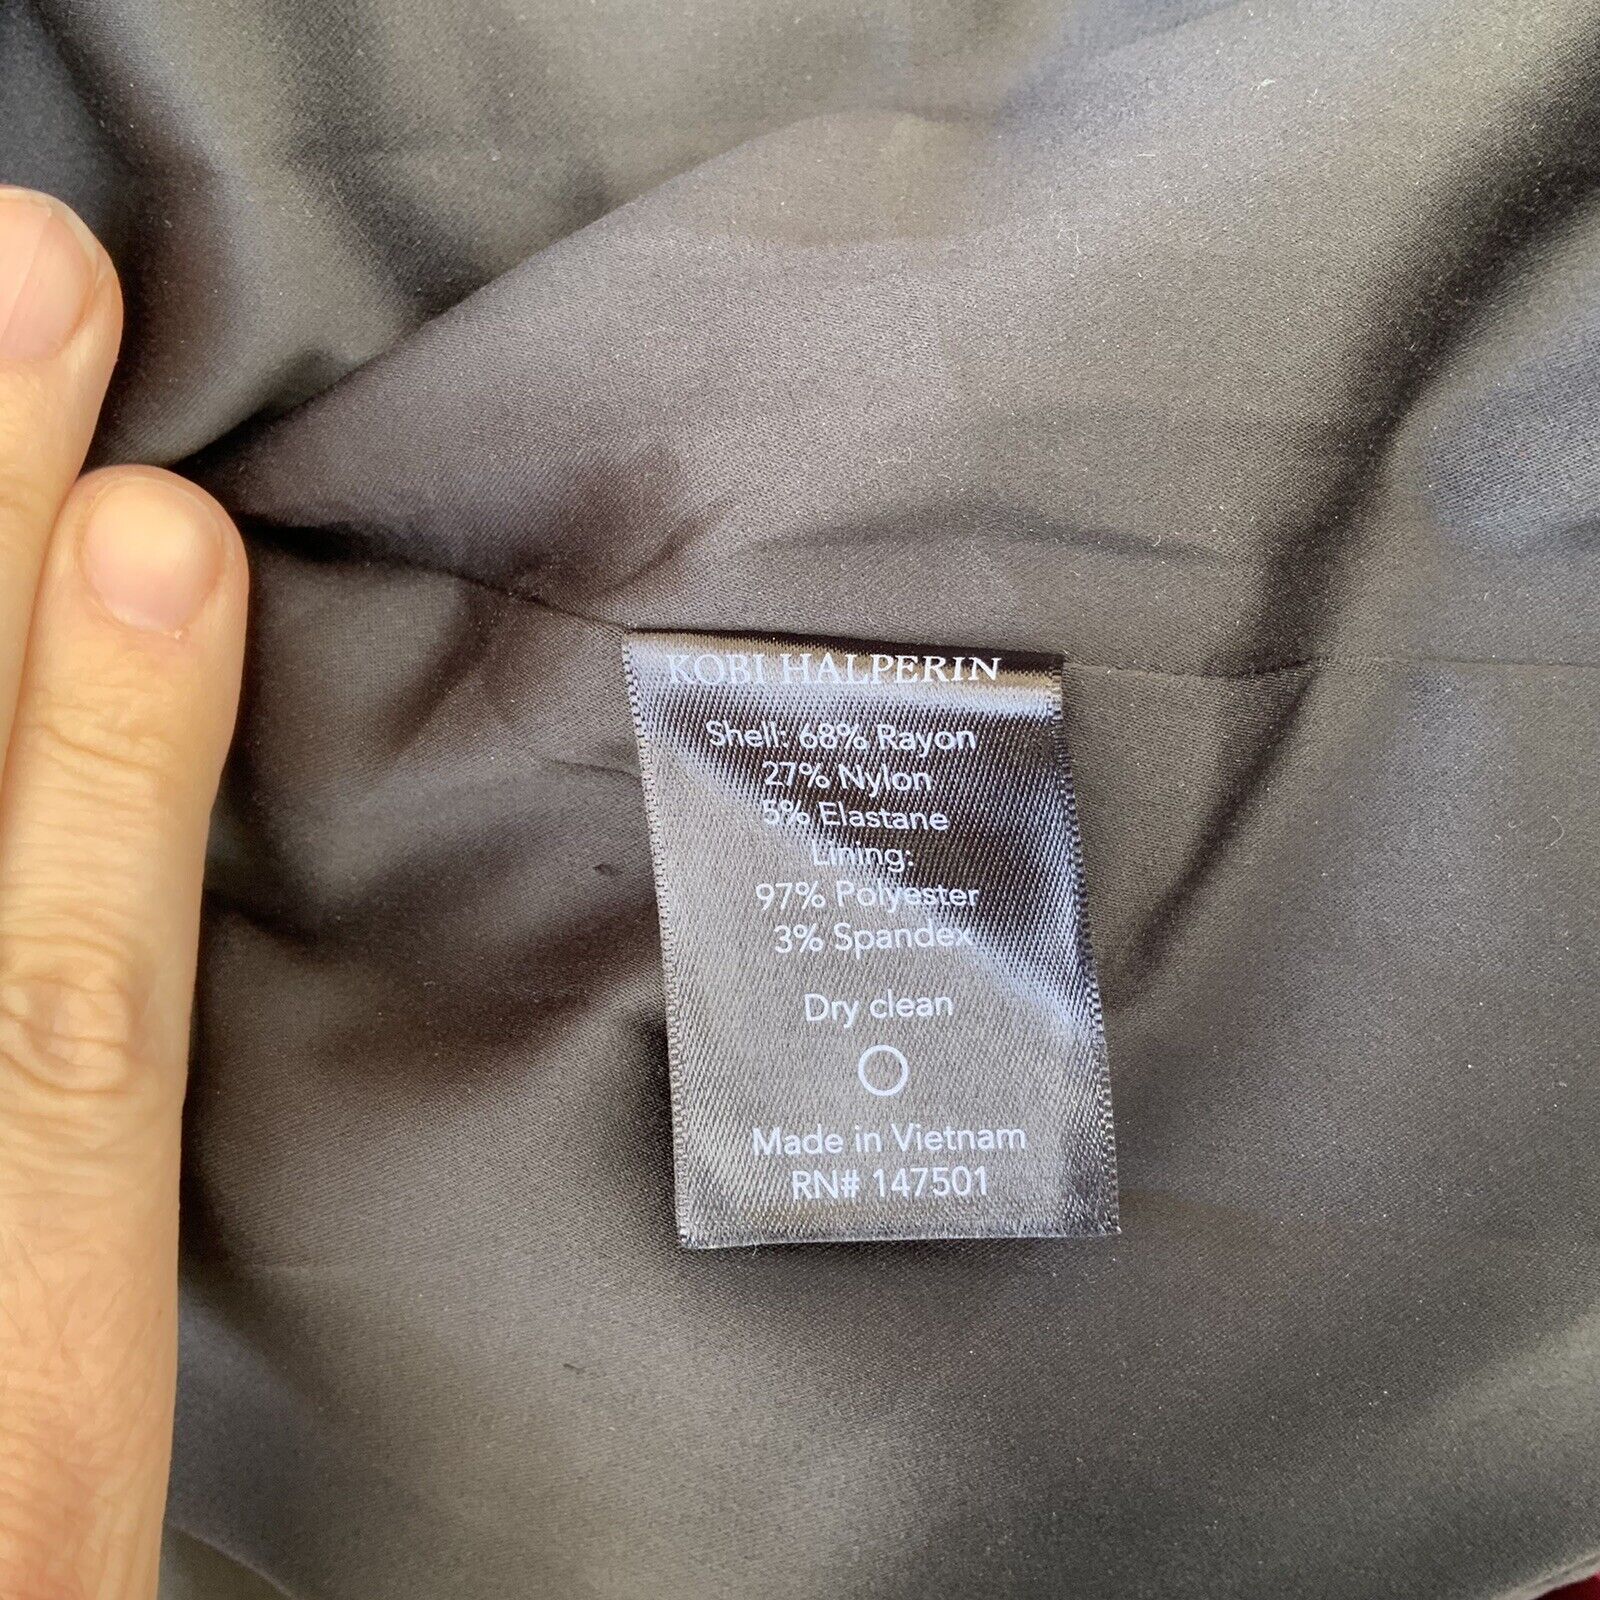 KOBI HALPERIN
Shell: 68% Rayon
27% Nylon
5% Elastane
Lining:
97% Polyester
3% Spandex
Dry clean
Made in Vietnam
RN# 147501